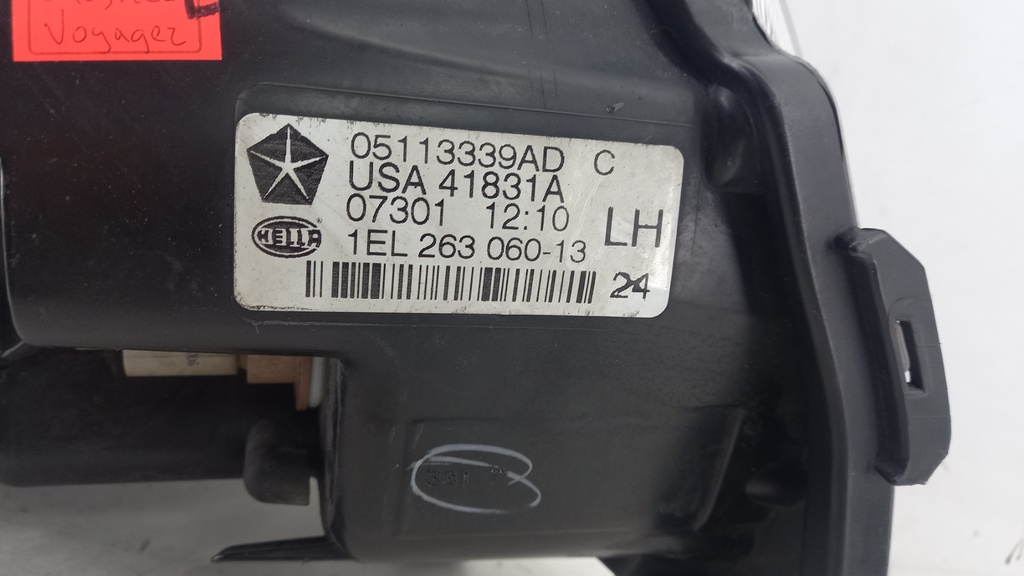 Voyager
05113339AD C
USA 41831A
07301 12:10
LH
HELLA
1EL 263 060-13
24